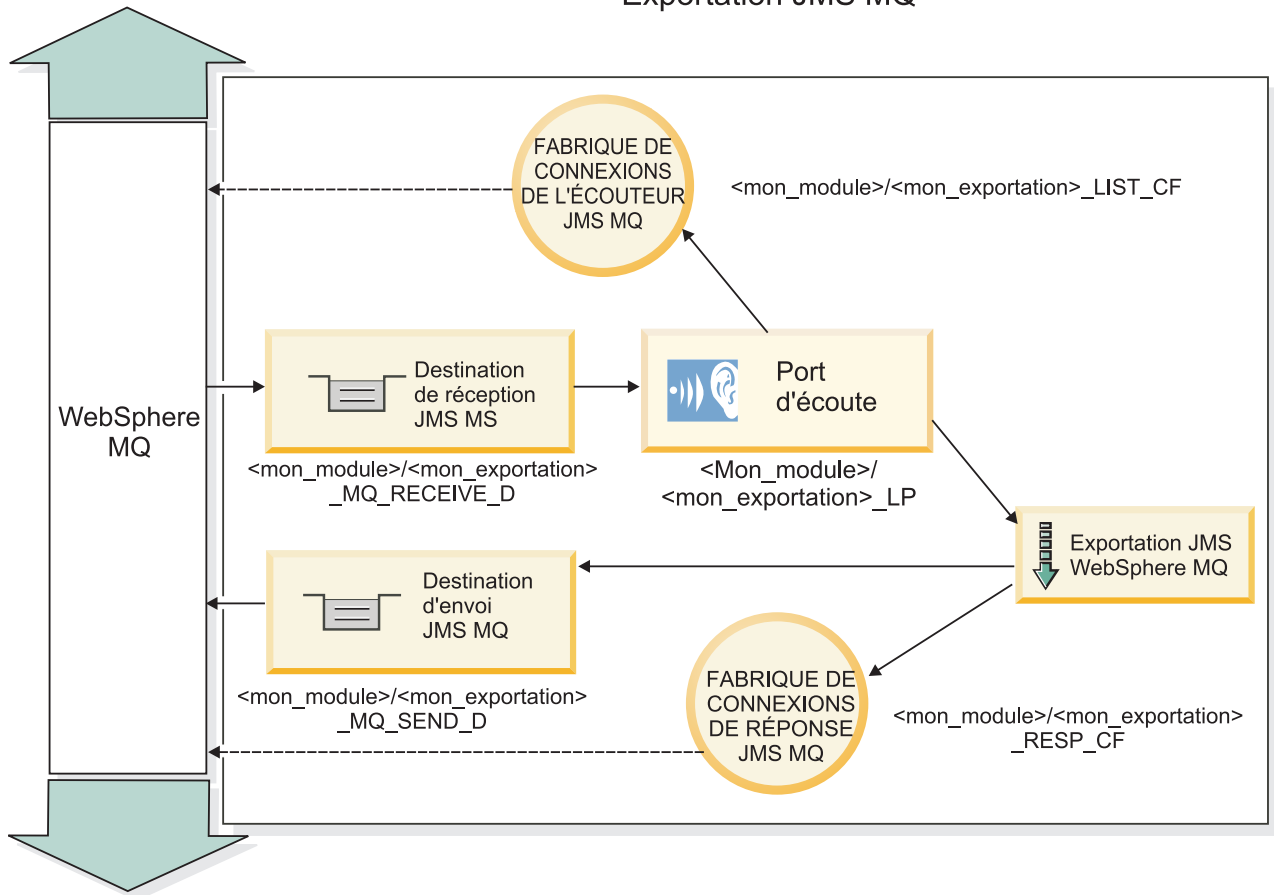 Exportation JMS MQ
FABRIQUE DE
CONNEXIONS
DE L'ÉCOUTEUR
JMS MQ
<mon_module>/<mon_exportation>_LIST_CF
WebSphere
MQ
Destination
de réception
JMS MS
<mon_module>/<mon_exportation>
_MQ_RECEIVE_D
Port
d'écoute
<Mon_module>/
<mon_exportation>_LP
Exportation JMS
WebSphere MQ
Destination
d'envoi
JMS MQ
<mon_module>/<mon_exportation>
_MQ_SEND_D
FABRIQUE DE
CONNEXIONS
DE RÉPONSE
JMS MQ
<mon_module>/<mon_exportation>
_RESP_CF